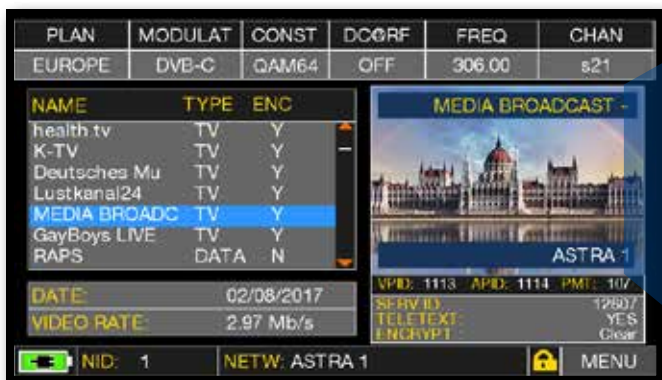 PLAN MODULAT CONST DC@RF FREQ CHAN
EUROPE DVB-C QAM64 OFF 306.00 s21
NAME TYPE ENC
health.tv TV Y
K-TV TV Y
Deutsches Mu TV Y
Lustkanal24 TV Y
MEDIA BROADC TV Y
GayBoys LIVE TV Y
RAPS DATA N
DATE: 02/08/2017
VIDEO RATE: 2.97 Mb/s
MEDIA BROADCAST -
ASTRA 1
VPID: 1113 APID: 1114 PMT: 107
SERV ID: 12607
TELETEXT: YES
ENCRYPT: Clear
NID: 1 NETW: ASTRA 1 MENU